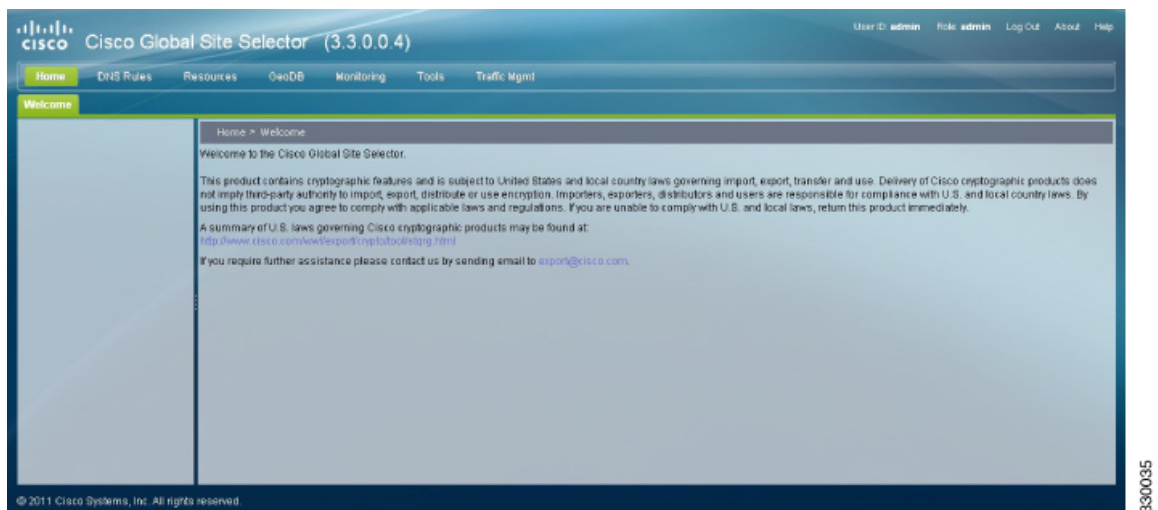 User ID: admin Role: admin Log Out About Help
CISCO Cisco Global Site Selector (3.3.0.0.4)
Home DNS Rules Resources GeoDB Monitoring Tools Traffic Mgmt
Welcome
Home > Welcome
Welcome to the Cisco Global Site Selector.
This product contains cryptographic features and is subject to United States and local country laws governing import, export, transfer and use. Delivery of Cisco cryptographic products does
not imply third-party authority to import, export, distribute or use encryption. Importers, exporters, distributors and users are responsible for compliance with U.S. and local country laws. By
using this product you agree to comply with applicable laws and regulations. If you are unable to comply with U.S. and local laws, return this product immediately.
A summary of U.S. laws governing Cisco cryptographic products may be found at:
http://www.cisco.com/wwl/export/crypto/tool/stqrg.html
If you require further assistance please contact us by sending email to export@cisco.com.
© 2011 Cisco Systems, Inc. All rights reserved.
330035